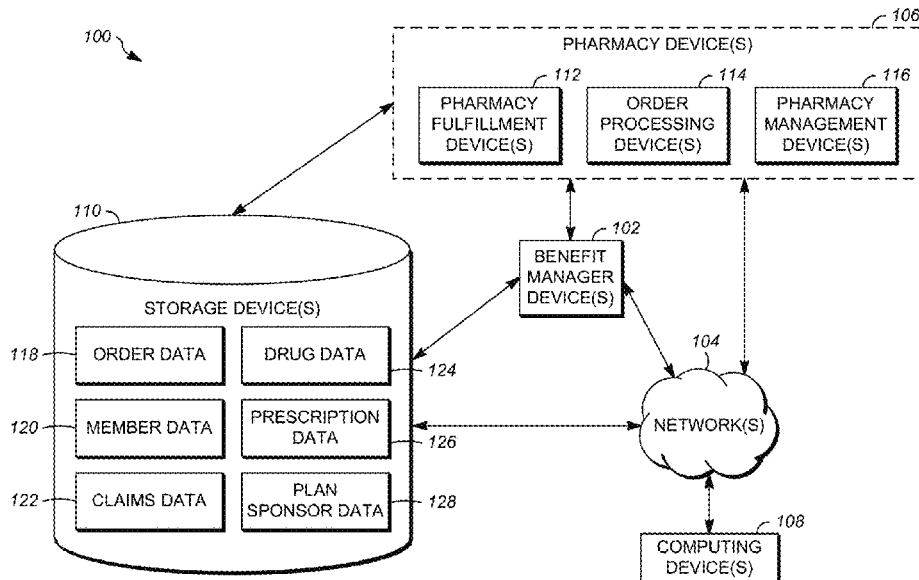 100
106
PHARMACY DEVICE(S)
112
114
116
PHARMACY
FULFILLMENT
DEVICE(S)
ORDER
PROCESSING
DEVICE(S)
PHARMACY
MANAGEMENT
DEVICE(S)
110
102
BENEFIT
MANAGER
DEVICE(S)
STORAGE DEVICE(S)
118
ORDER DATA
DRUG DATA
124
104
NETWORK(S)
120
MEMBER DATA
PRESCRIPTION
DATA
126
122
CLAIMS DATA
PLAN
SPONSOR DATA
128
108
COMPUTING
DEVICE(S)